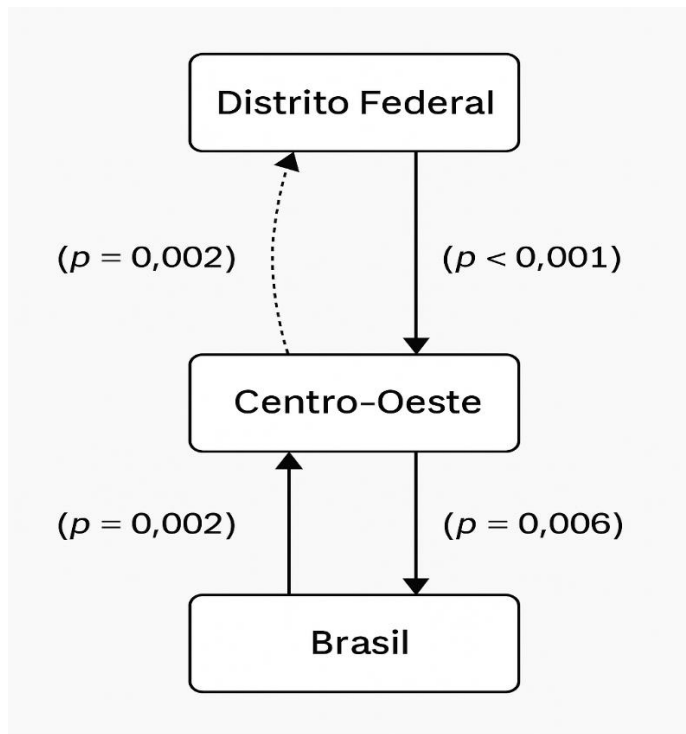 Distrito Federal
(p = 0,002)
(p < 0,001)
Centro-Oeste
(p = 0,002)
(p = 0,006)
Brasil